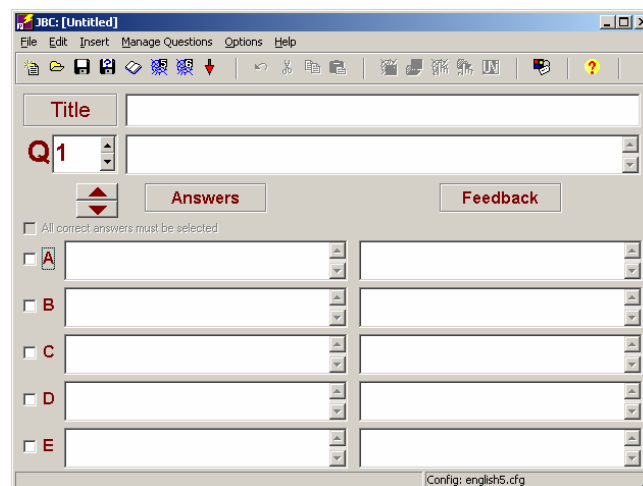 JBC: [Untitled]
File Edit Insert Manage Questions Options Help
Title
Q 1
Answers Feedback
All correct answers must be selected
A
B
C
D
E
Config: english5.cfg